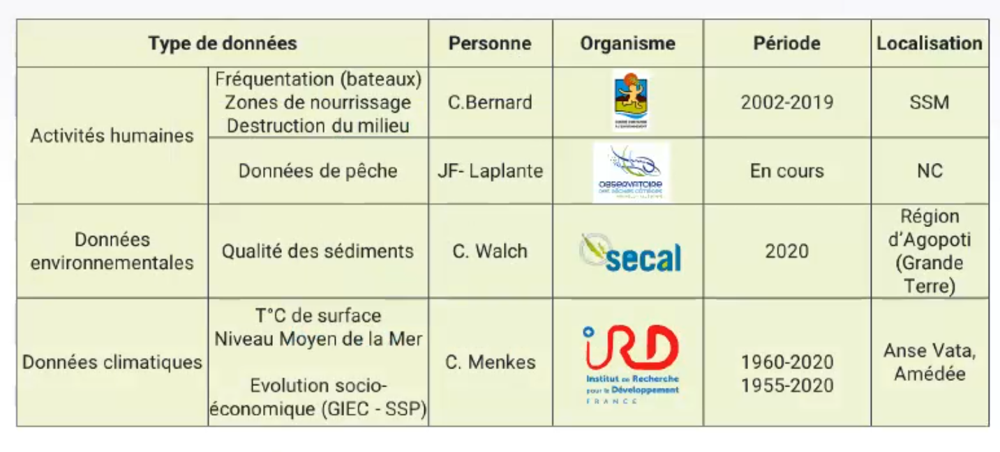 Type de données
Personne
Organisme
Période
Localisation
Activités humaines
Fréquentation (bateaux)
Zones de nourrissage
Destruction du milieu
C.Bernard
2002-2019
SSM
Données de pêche
JF- Laplante
OBSERVATOIRE
DES PÊCHES CÔTIÈRES
En cours
NC
Données
environnementales
Qualité des sédiments
C. Walch
secal
2020
Région
d'Agopoti
(Grande
Terre)
Données climatiques
T°C de surface
Niveau Moyen de la Mer
Evolution socio-
économique (GIEC - SSP)
C. Menkes
iRD
Institut de Recherche
pour le Développement
FRANCE
1960-2020
1955-2020
Anse Vata,
Amédée